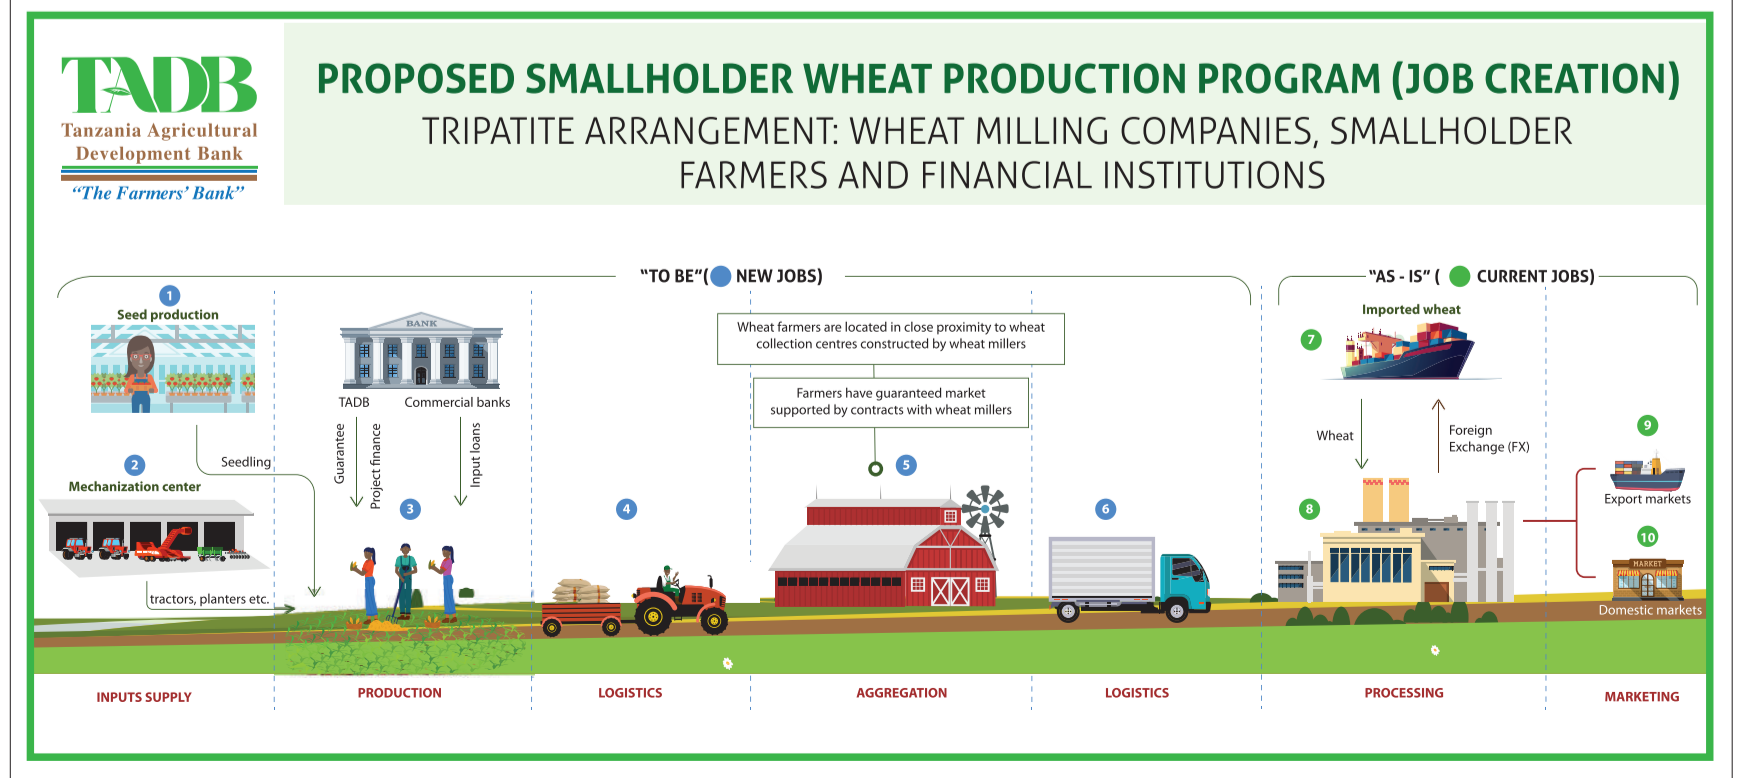 TADB
Tanzania Agricultural
Development Bank
“The Farmers’ Bank”
PROPOSED SMALLHOLDER WHEAT PRODUCTION PROGRAM (JOB CREATION)
TRIPATITE ARRANGEMENT: WHEAT MILLING COMPANIES, SMALLHOLDER
FARMERS AND FINANCIAL INSTITUTIONS
“TO BE”( NEW JOBS)
“AS - IS” ( CURRENT JOBS)
1
Seed production
Seedling
2
Mechanization center
tractors, planters etc.
BANK
TADB
Commercial banks
Guarantee
Project finance
Input loans
3
4
Wheat farmers are located in close proximity to wheat
collection centres constructed by wheat millers
Farmers have guaranteed market
supported by contracts with wheat millers
5
6
Imported wheat
7
Wheat
Foreign
Exchange (FX)
8
9
Export markets
10
MARKET
Domestic markets
INPUTS SUPPLY
PRODUCTION
LOGISTICS
AGGREGATION
LOGISTICS
PROCESSING
MARKETING